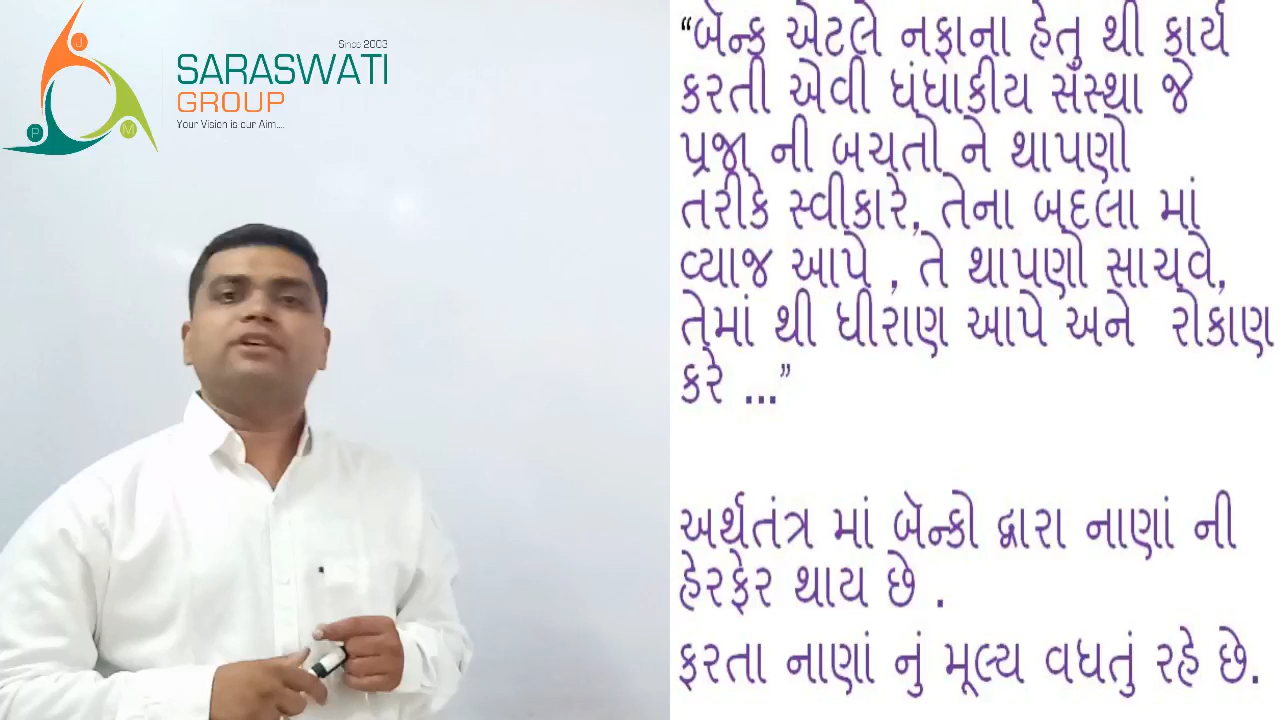 Since 2003
SARASWATI
GROUP
Your Vision is our Aim....
J
P
M
“બૅન્ક એટલે નફાના હેતુ થી કાર્ય
કરતી એવી ધંધાકીય સંસ્થા જે
પ્રજા ની બચતો ને થાપણો
તરીકે સ્વીકારે, તેના બદલા માં
વ્યાજ આપે , તે થાપણો સાચવે,
તેમાં થી ધીરાણ આપે અને રોકાણ
કરે ...”
અર્થતંત્ર માં બૅન્કો દ્વારા નાણાં ની
હેરફેર થાય છે .
ફરતા નાણાં નું મૂલ્ય વધતું રહે છે.